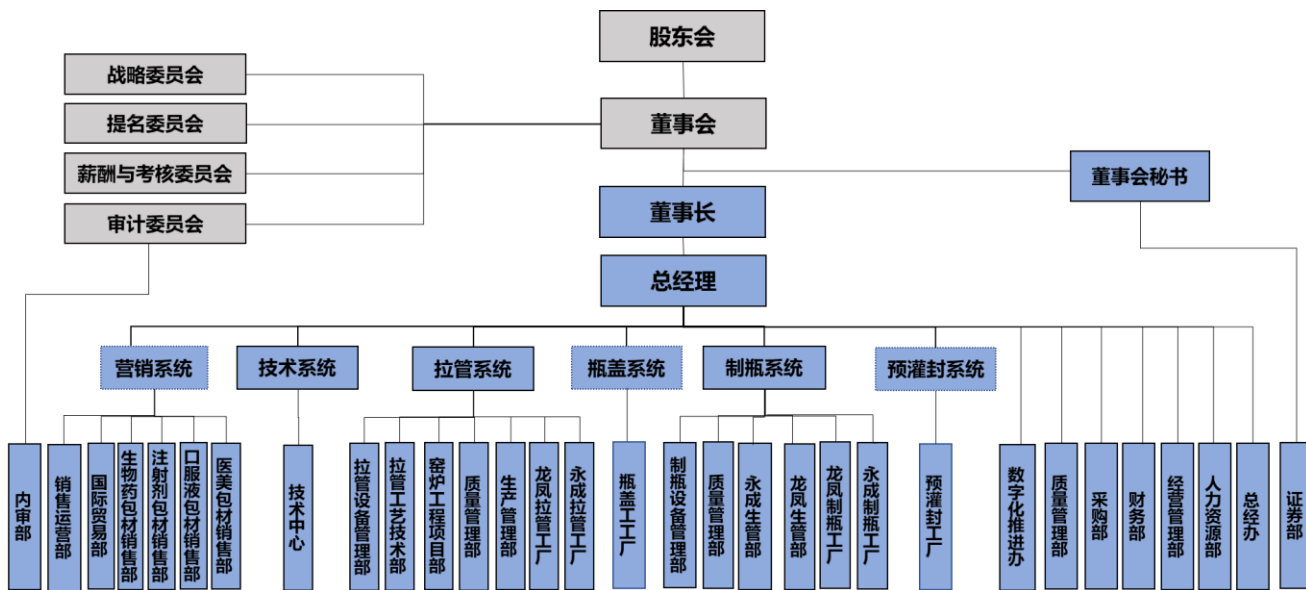 股东会
战略委员会
提名委员会
董事会
薪酬与考核委员会
董事会秘书
审计委员会
董事长
总经理
营销系统
技术系统
拉管系统
瓶盖系统
制瓶系统
预灌封系统
内审部
销售运营部
国际贸易部
生物药包材销售部
注射剂包材销售部
口服液包材销售部
医美包材销售部
技术中心
拉管设备管理部
拉管工艺技术部
窑炉工程项目部
质量管理部
生产管理部
龙凤拉管工厂
永成拉管工厂
瓶盖工工厂
制瓶设备管理部
质量管理部
永成生管部
龙凤生管部
龙凤制瓶工厂
永成制瓶工厂
预灌封工厂
数字化推进办
质量管理部
采购部
财务部
经营管理部
人力资源部
总经办
证券部